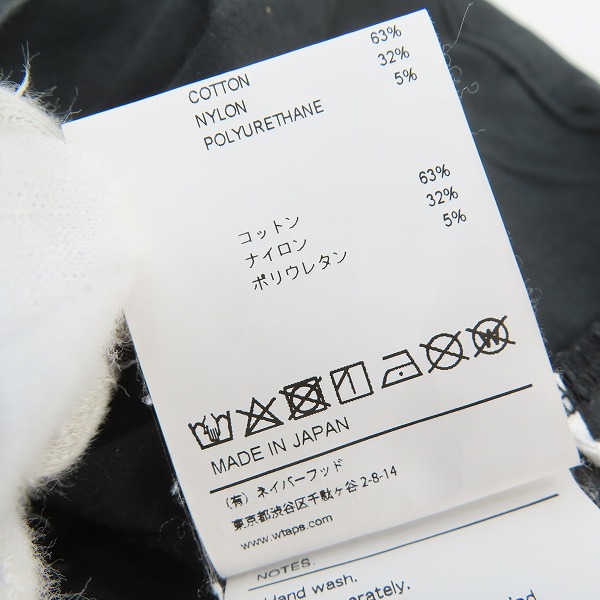 COTTON 63%
NYLON 32%
POLYURETHANE 5%
コットン 63%
ナイロン 32%
ポリウレタン 5%
MADE IN JAPAN
(有) ネイバーフッド
東京都渋谷区千駄ヶ谷 2-8-14
www.wtaps.com
NOTES.
Hand wash.